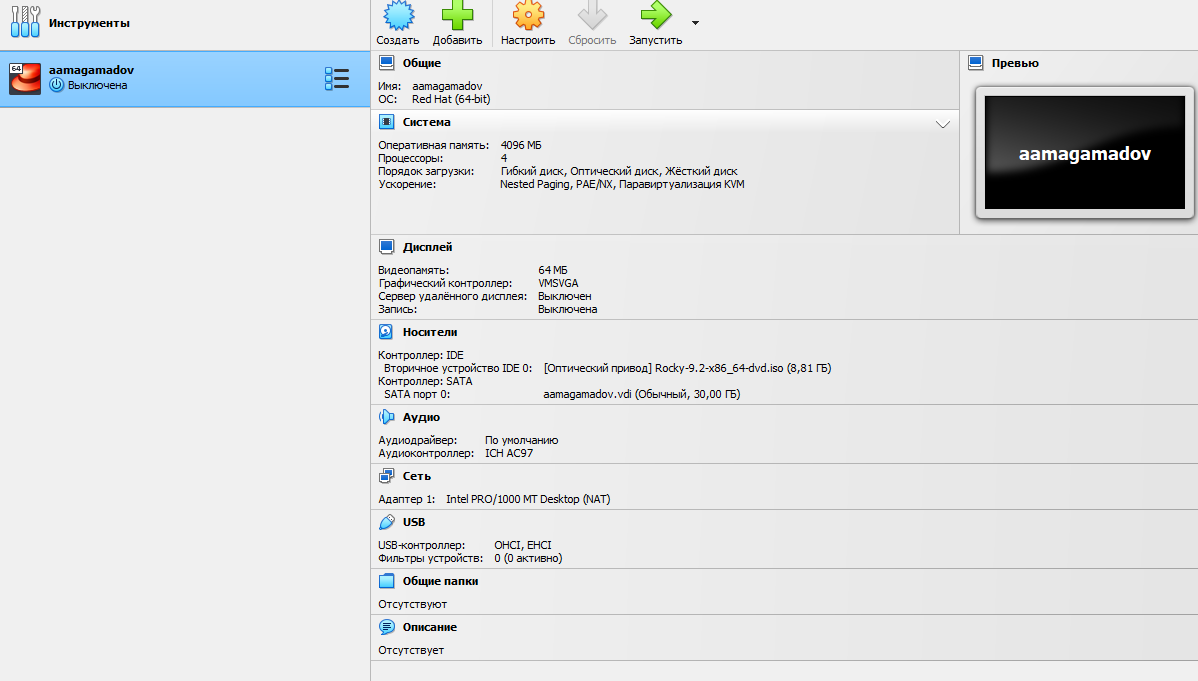 Инструменты
64
aamagamadov
Выключена
Создать Добавить Настроить Сбросить Запустить
Общие
Имя: aamagamadov
ОС: Red Hat (64-bit)
Превью
aamagamadov
Система
Оперативная память: 4096 МБ
Процессоры: 4
Порядок загрузки: Гибкий диск, Оптический диск, Жёсткий диск
Ускорение: Nested Paging, PAE/NX, Паравиртуализация KVM
Дисплей
Видеопамять: 64 МБ
Графический контроллер: VMSVGA
Сервер удалённого дисплея: Выключен
Запись: Выключена
Носители
Контроллер: IDE
Вторичное устройство IDE 0: [Оптический привод] Rocky-9.2-x86_64-dvd.iso (8,81 ГБ)
Контроллер: SATA
SATA порт 0: aamagamadov.vdi (Обычный, 30,00 ГБ)
Аудио
Аудиодрайвер: По умолчанию
Аудиоконтроллер: ICH AC97
Сеть
Адаптер 1: Intel PRO/1000 MT Desktop (NAT)
USB
USB-контроллер: OHCI, EHCI
Фильтры устройств: 0 (0 активно)
Общие папки
Отсутствуют
Описание
Отсутствует